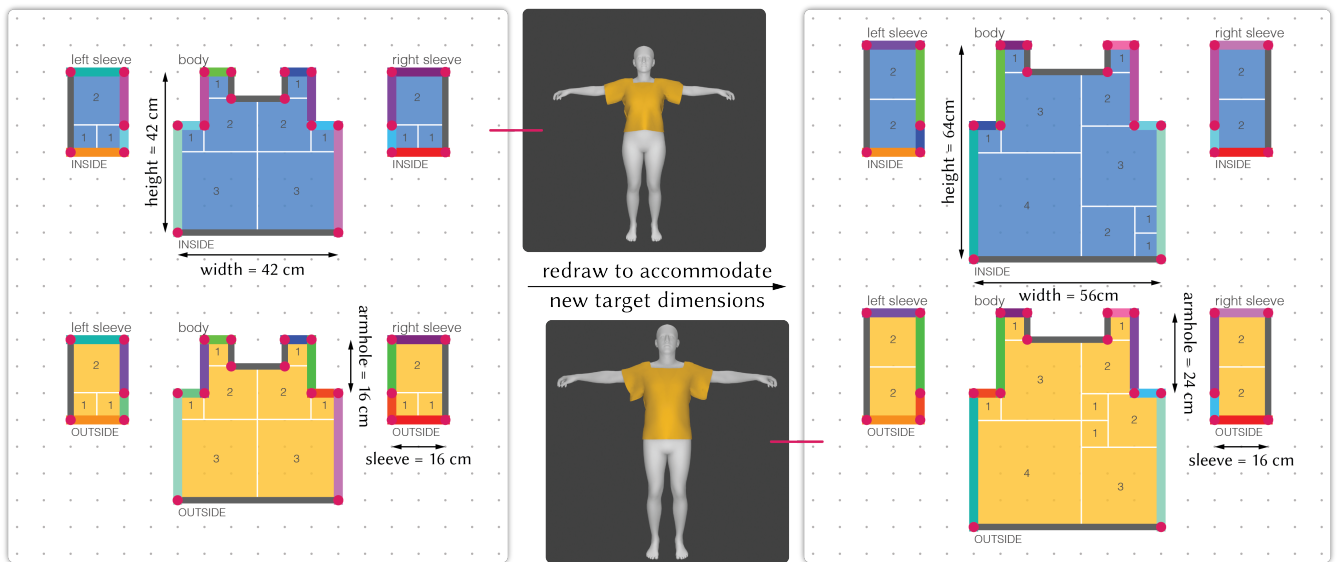 left sleeve
body
right sleeve
1
1
2
2
2
2
1
1
1
1
1
1
3
3
INSIDE
INSIDE
INSIDE
height = 42 cm
width = 42 cm
left sleeve
body
right sleeve
1
1
2
2
2
2
1
1
1
1
1
1
3
3
OUTSIDE
OUTSIDE
OUTSIDE
armhole = 16 cm
sleeve = 16 cm
redraw to accommodate
new target dimensions
left sleeve
body
right sleeve
1
1
2
3
2
2
2
1
2
3
4
2
1
1
INSIDE
INSIDE
INSIDE
height = 64cm
width = 56cm
left sleeve
body
right sleeve
1
1
2
3
2
2
2
1
1
2
2
1
4
3
OUTSIDE
OUTSIDE
OUTSIDE
armhole = 24 cm
sleeve = 16 cm